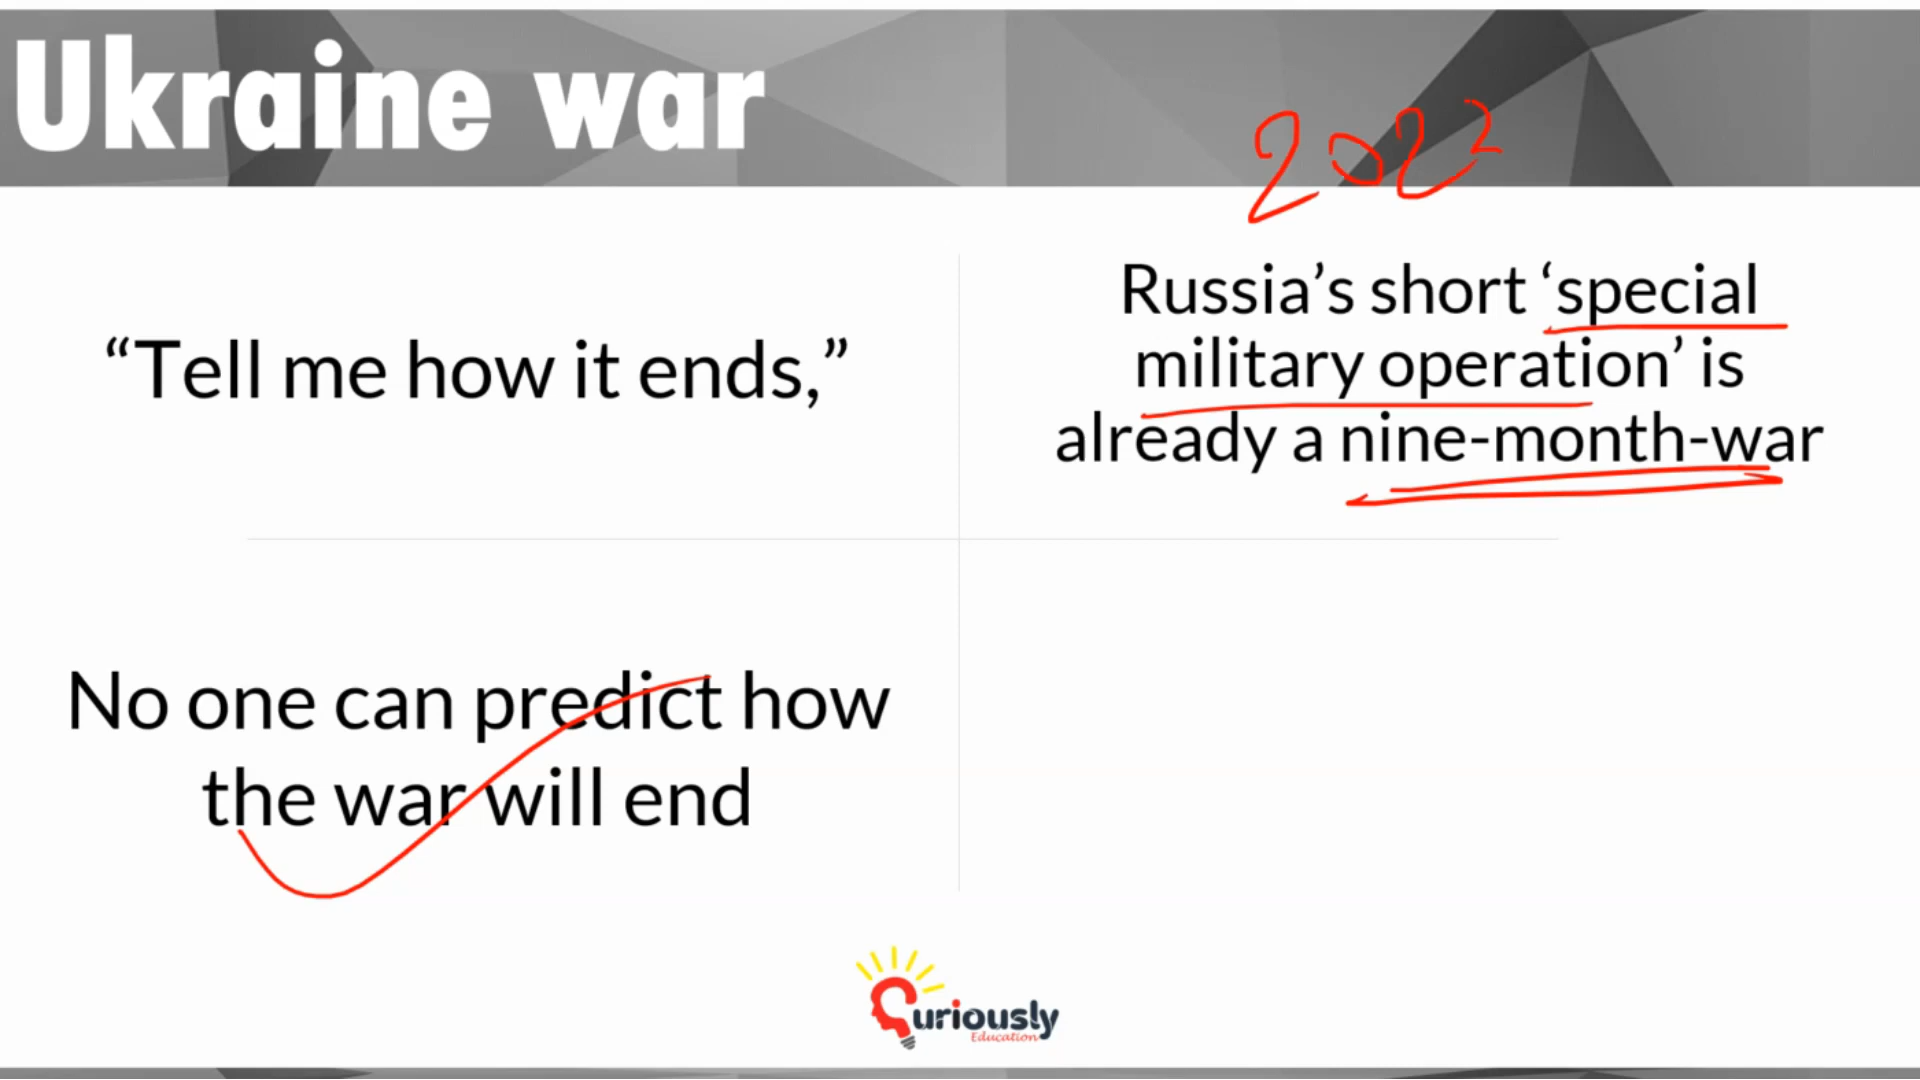 Ukraine war
2022
“Tell me how it ends,”
Russia’s short ‘special
military operation’ is
already a nine-month-war
No one can predict how
the war will end
Curiously
Education